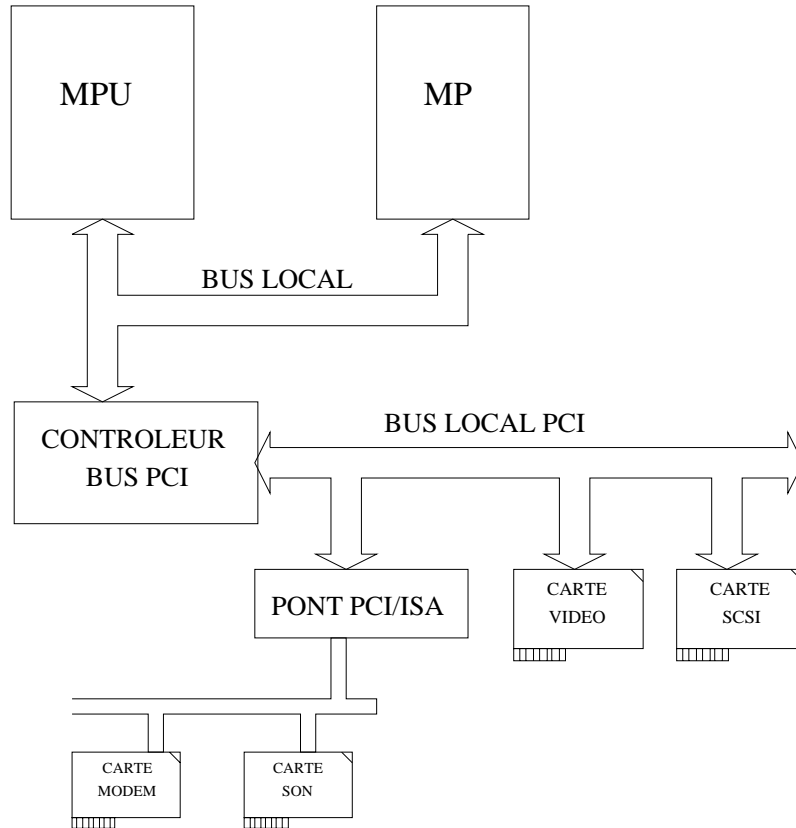 MPU
MP
BUS LOCAL
CONTROLEUR
BUS PCI
BUS LOCAL PCI
PONT PCI/ISA
CARTE
VIDEO
CARTE
SCSI
CARTE
MODEM
CARTE
SON